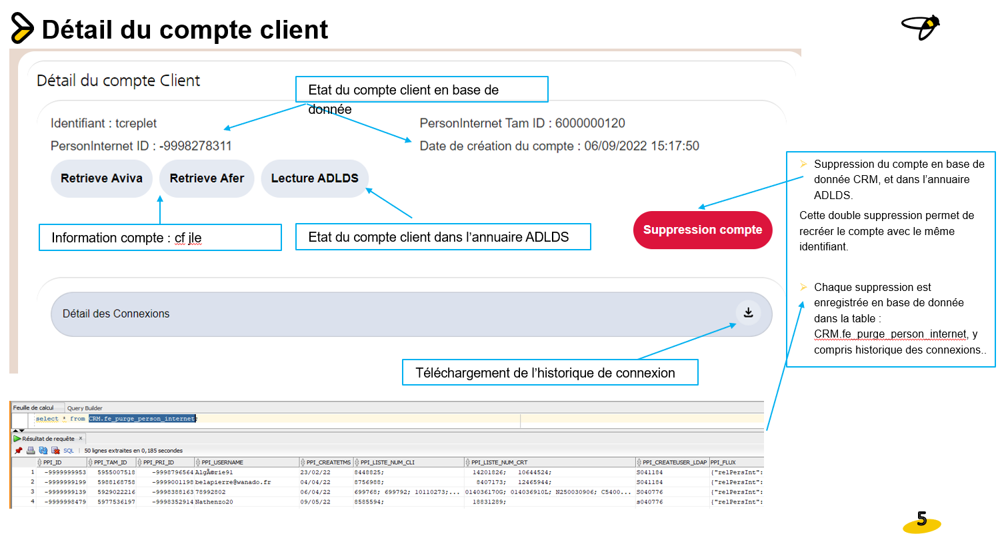 Détail du compte client
Détail du compte Client
Etat du compte client en base de
donnée
Identifiant : tcreplet
PersonInternet Tam ID : 6000000120
PersonInternet ID : -9998278311
Date de création du compte : 06/09/2022 15:17:50
Retrieve Aviva
Retrieve Afer
Lecture ADLDS
Suppression du compte en base de
donnée CRM, et dans l’annuaire
ADLDS.
Cette double suppression permet de
recréer le compte avec le même
identifiant.
Information compte : cf jle
Etat du compte client dans l’annuaire ADLDS
Suppression compte
Chaque suppression est
enregistrée en base de donnée
dans la table :
CRM.fe_purge_person_internet, y
compris historique des connexions..
Détail des Connexions
Téléchargement de l’historique de connexion
Feuille de calcul Query Builder
select * from CRM.fe_purge_person_internet;
Résultat de requête ×
SQL | 50 lignes extraites en 0,185 secondes
PPI_ID PPI_TAM_ID PPI_PRI_ID PPI_USERNAME PPI_CREATETMS PPI_LISTE_NUM_CLI PPI_LISTE_NUM_CRT PPI_CREATEUSER_LDAP PPI_FLUX
1 -9999999953 5955007518 -9998796564 AlgÃ©rie91 23/02/22 8448825; 14201826; 10644524; S041184 {"relPersInt":
2 -9999999199 5988168758 -9999001198 belapierre@wanado.fr 04/04/22 8756988; 8407173; 12465944; S041184 {"relPersInt":
3 -9999999139 5929022216 -9998388163 78992802 06/04/22 699768; 699792; 10110273;... 014036170G; 014036910L; N250030906; C5400... S040776 {"relPersInt":
4 -9999998479 5977536197 -9998352914 Nathenzo20 09/05/22 8585594; 18831289; s040776 {"relPersInt":
5